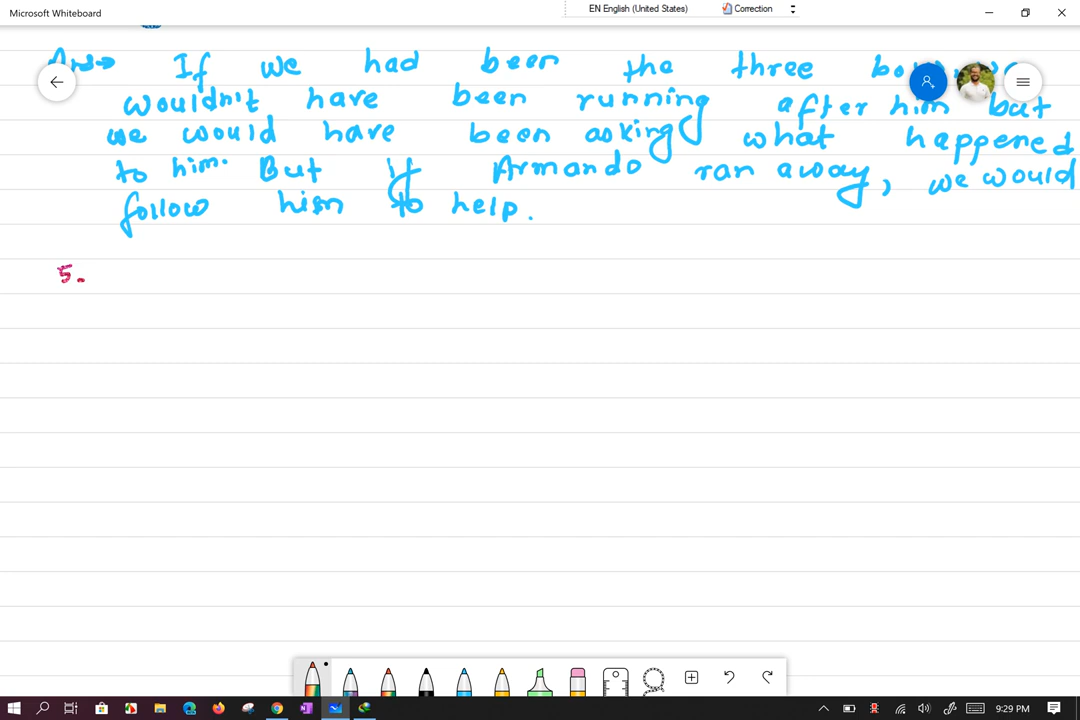 Microsoft Whiteboard
EN English (United States)
Correction
Ans→ If we had been the three
wouldn't have been running after him but
we would have been asking what happened
to him. But if Armando ran away, we would
follow him to help.
5.
9:29 PM